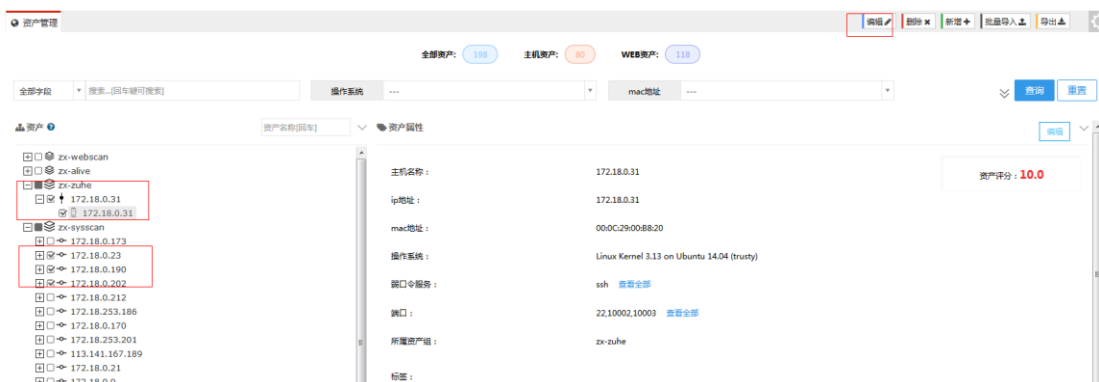 资产管理
编辑 删除 新增 批量导入 导出
全部资产: 198 主机资产: 80 WEB资产: 118
全部字段 搜索...[回车键可搜索] 操作系统 --- mac地址 --- 查询 重置
资产 资产名称[回车] 资产属性 编辑
zx-webscan
zx-alive
zx-zuhe
172.18.0.31
172.18.0.31
zx-sysscan
172.18.0.173
172.18.0.23
172.18.0.190
172.18.0.202
172.18.0.212
172.18.253.186
172.18.0.170
172.18.253.201
113.141.167.189
172.18.0.21
172.18.0.0
主机名称: 172.18.0.31
资产评分: 10.0
ip地址: 172.18.0.31
mac地址: 00:0C:29:00:B8:20
操作系统: Linux Kernel 3.13 on Ubuntu 14.04 (trusty)
弱口令服务: ssh 查看全部
端口: 22,10002,10003 查看全部
所属资产组: zx-zuhe
标签: